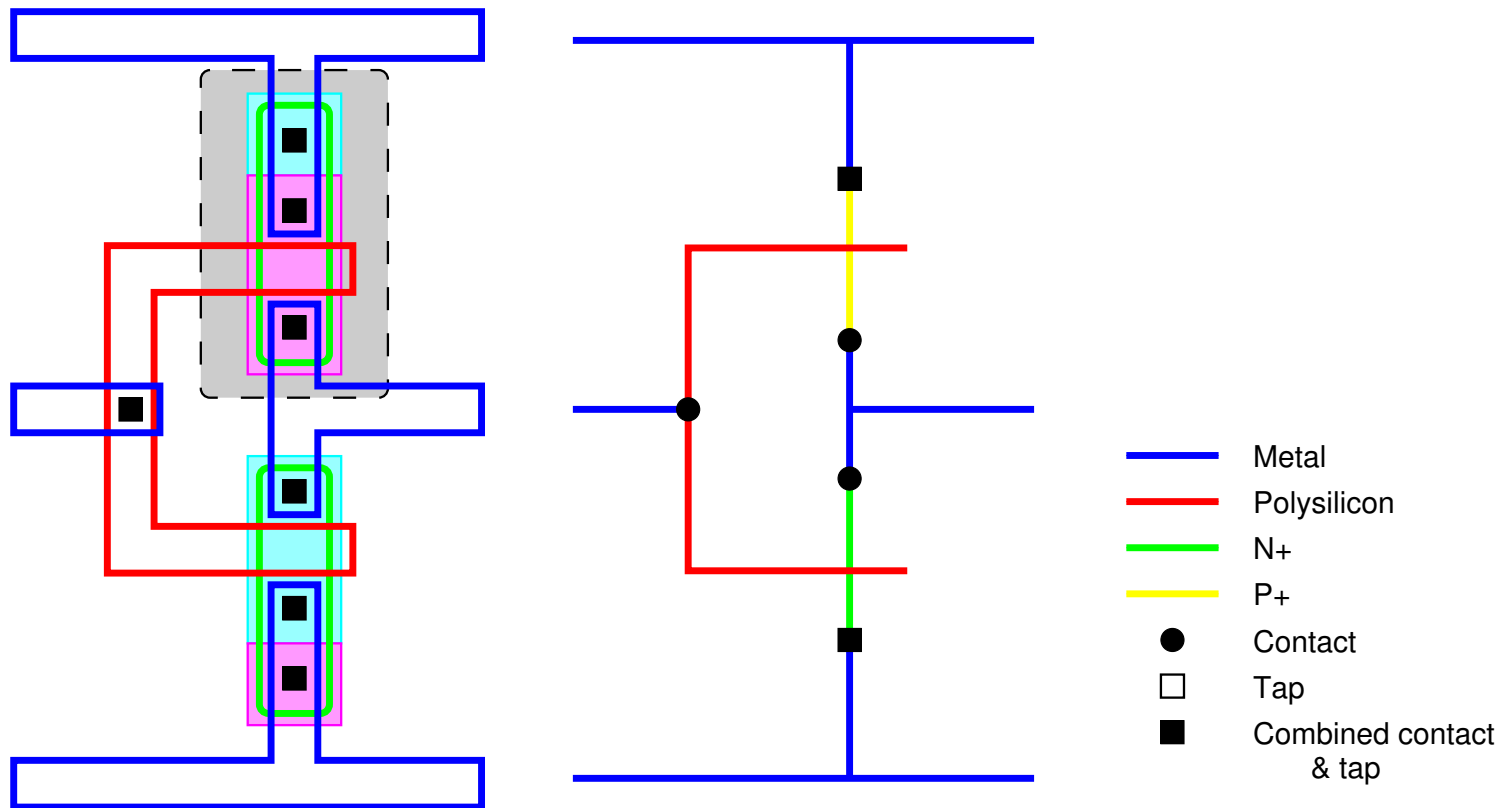 Metal
Polysilicon
N+
P+
Contact
Tap
Combined contact
& tap